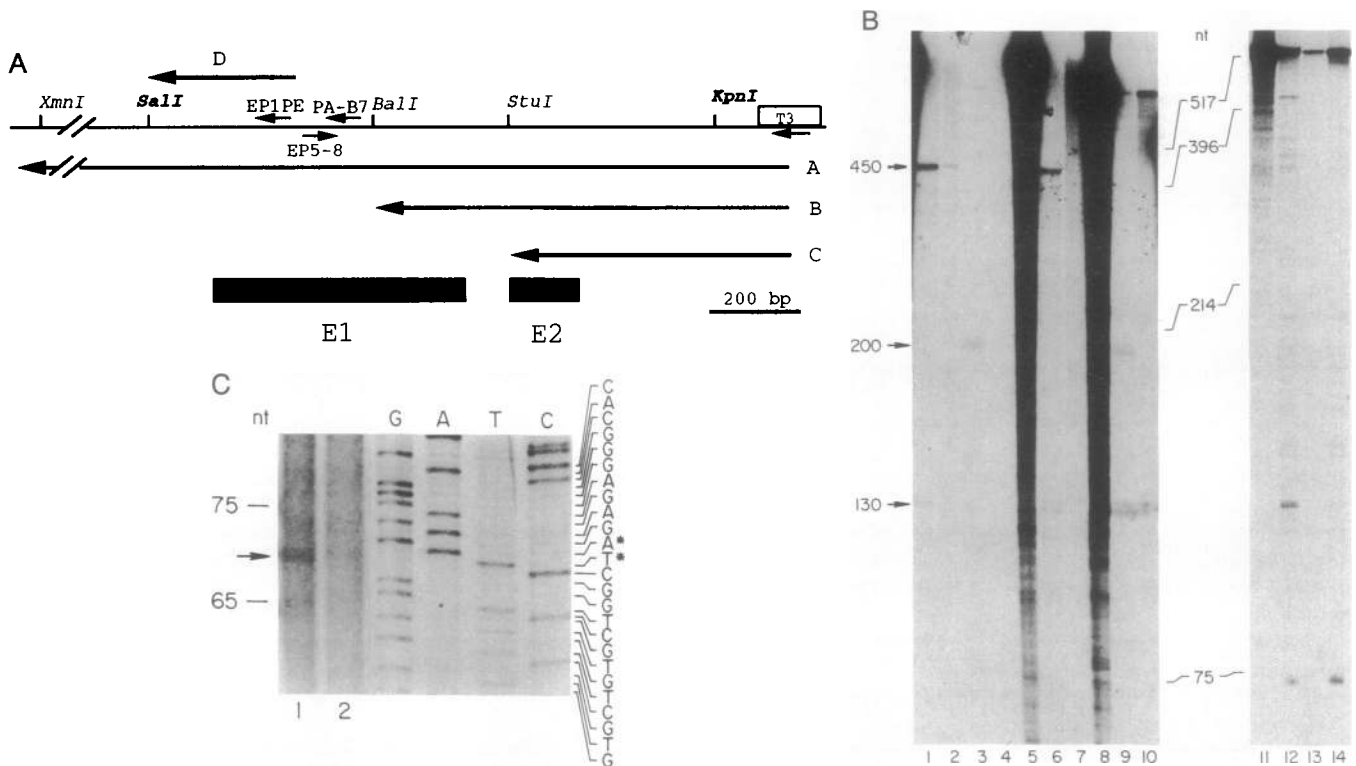 A
D
XmnI
SalI
EP1PE
PA-B7
BalI
StuI
KpnI
T3
EP5-8
A
B
C
200 bp
E1
E2
B
nt
517
396
450
214
200
130
75
1 2 3 4 5 6 7 8 9 10
11 12 13 14
C
nt
G A T C
75
65
1 2
C
A
C
G
G
G
A
G
A
G
A*
T*
C
G
G
T
C
G
T
G
T
C
G
T
G